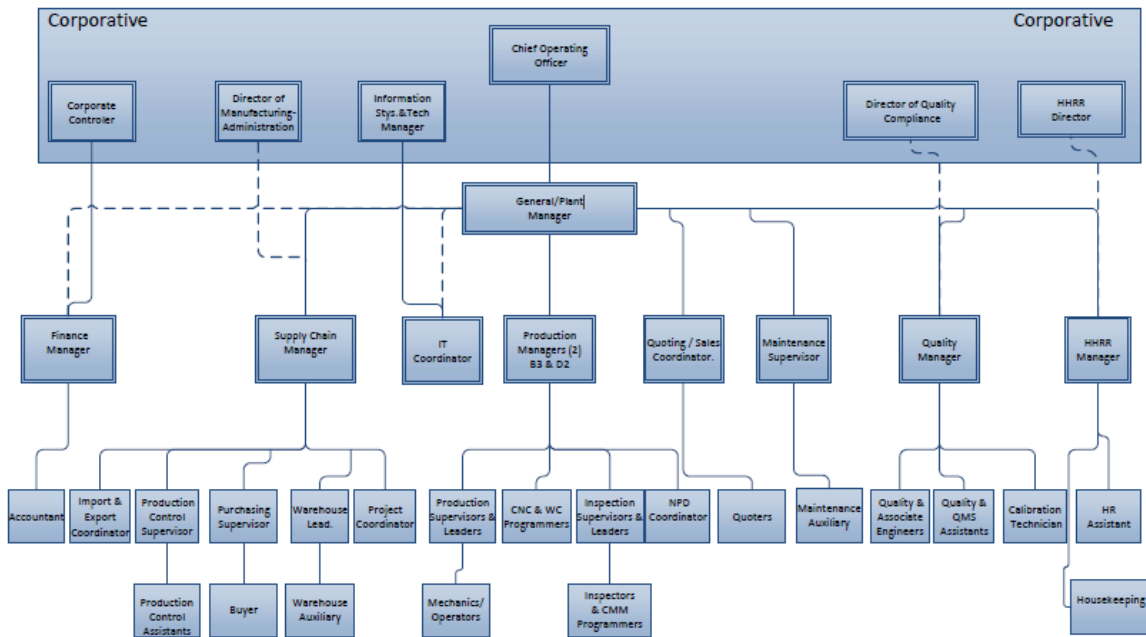 Corporative
Corporative
Chief Operating
Officer
Corporate
Controler
Director of
Manufacturing-
Administration
Information
Stys.&Tech
Manager
Director of Quality
Compliance
HHRR
Director
General/Plant
Manager
Finance
Manager
Supply Chain
Manager
IT
Coordinator
Production
Managers (2)
B3 & D2
Quoting / Sales
Coordinator.
Maintenance
Supervisor
Quality
Manager
HHRR
Manager
Accountant
Import &
Export
Coordinator
Production
Control
Supervisor
Purchasing
Supervisor
Warehouse
Lead.
Project
Coordinator
Production
Supervisors &
Leaders
CNC & WC
Programmers
Inspection
Supervisors &
Leaders
NPD
Coordinator
Quoters
Maintenance
Auxiliary
Quality &
Associate
Engineers
Quality &
QMS
Assistants
Calibration
Technician
HR
Assistant
Production
Control
Assistants
Buyer
Warehouse
Auxiliary
Mechanics/
Operators
Inspectors
& CMM
Programmers
Housekeeping